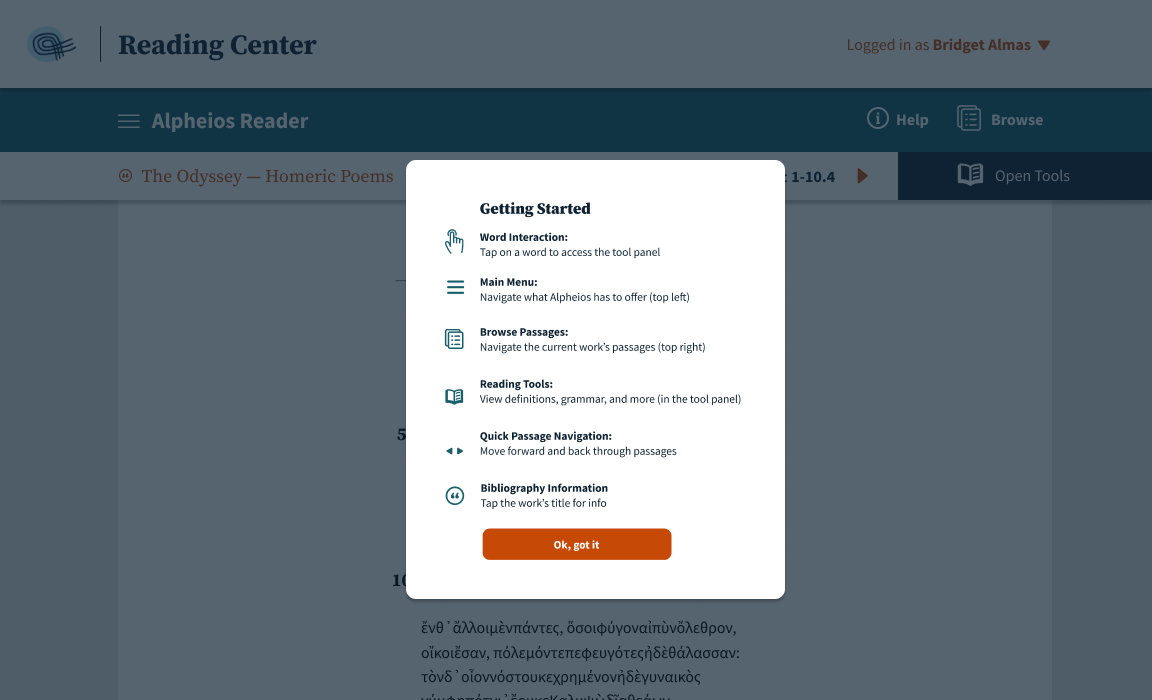 Reading Center
Logged in as Bridget Almas
Alpheios Reader
Help
Browse
The Odyssey — Homeric Poems
1-10.4
Open Tools
Getting Started
Word Interaction:
Tap on a word to access the tool panel
Main Menu:
Navigate what Alpheios has to offer (top left)
Browse Passages:
Navigate the current work’s passages (top right)
Reading Tools:
View definitions, grammar, and more (in the tool panel)
5
Quick Passage Navigation:
Move forward and back through passages
Bibliography Information
Tap the work’s title for info
Ok, got it
10
ἔνθ᾽ἄλλοιμὲνπάντες, ὅσοιφύγοναἰπὺνὄλεθρον,
οἴκοιἔσαν, πόλεμόντεπεφευγότεςἠδὲθάλασσαν:
τὸνδ᾽οἶοννόστουκεχρημένονἠδὲγυναικὸς